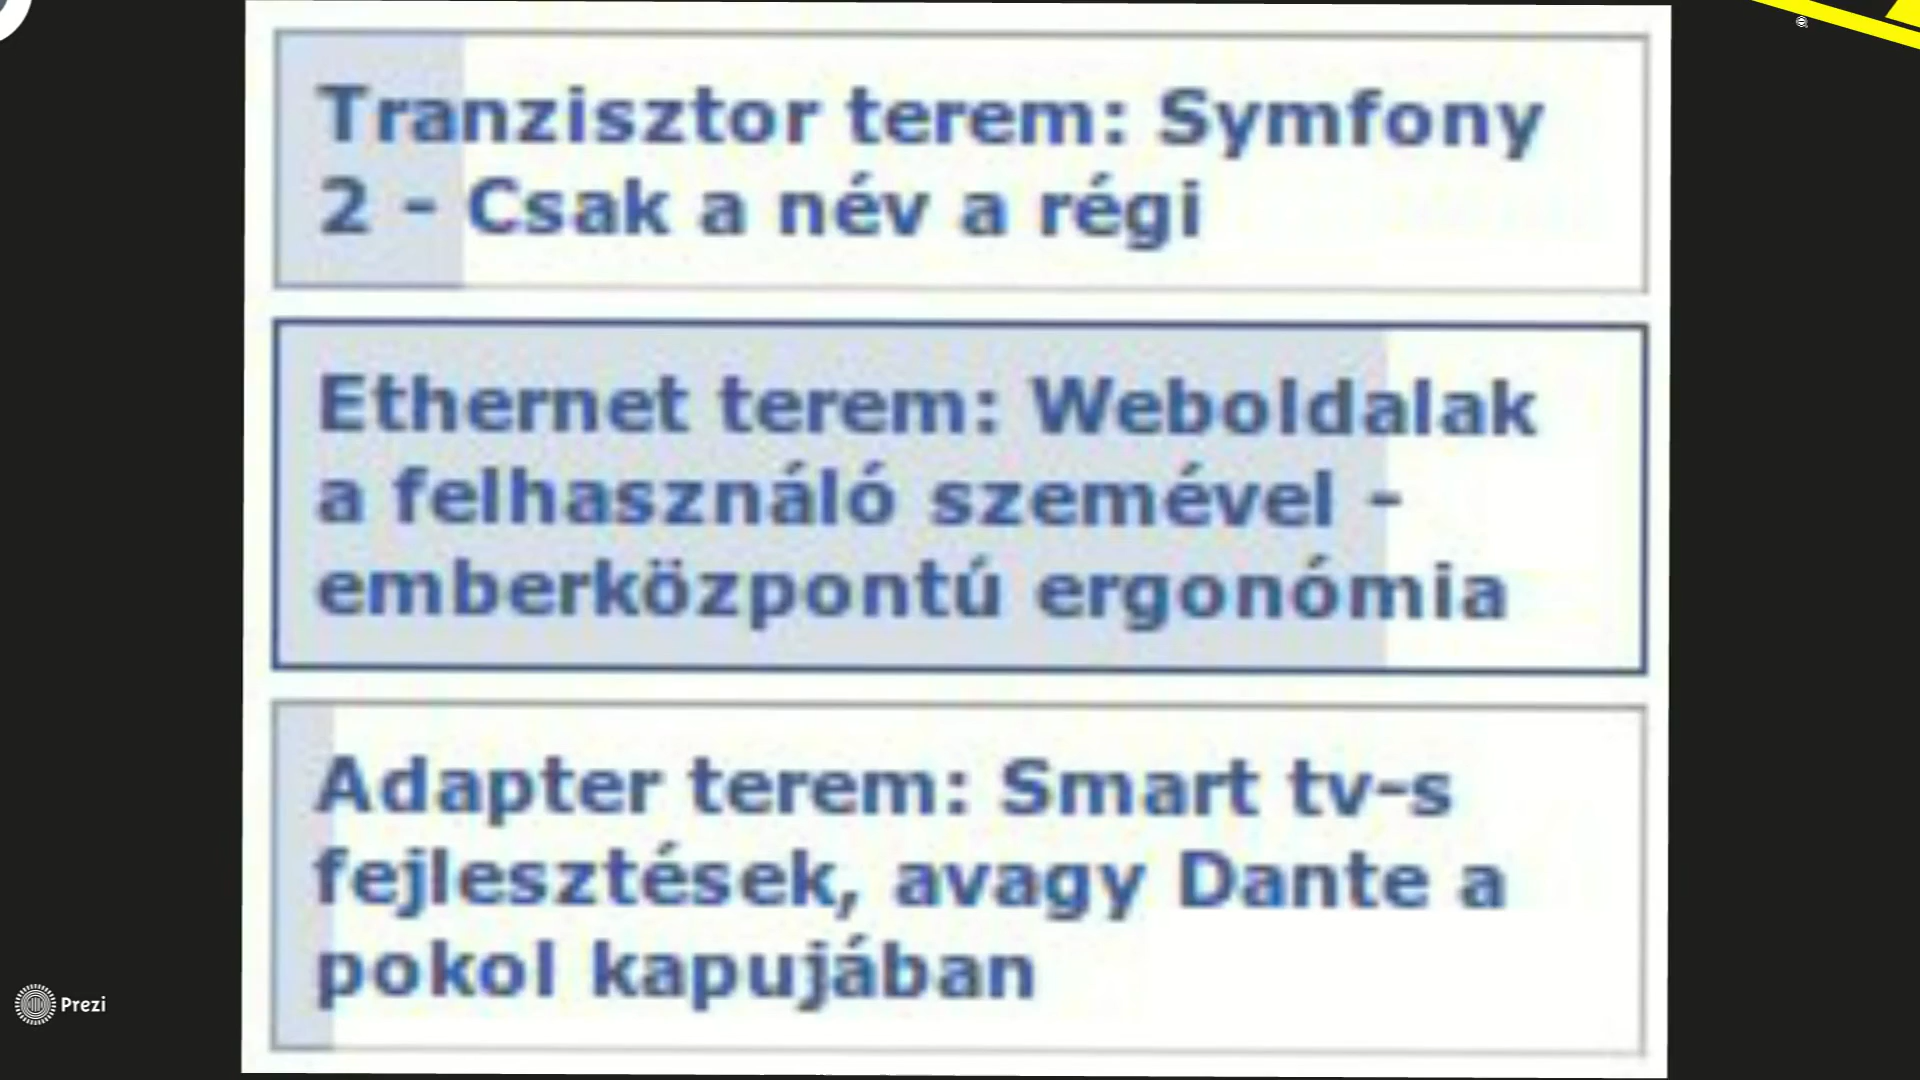 Tranzisztor terem: Symfony
2 - Csak a név a régi
Ethernet terem: Weboldalak
a felhasználó szemével -
emberközpontú ergonómia
Adapter terem: Smart tv-s
fejlesztések, avagy Dante a
pokol kapujában
Prezi